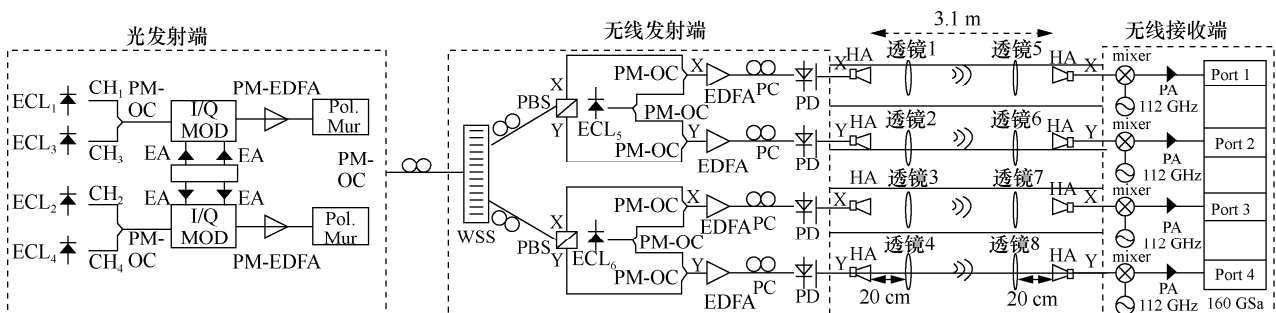 光发射端
ECL1
CH1
PM-
OC
I/Q
MOD
PM-EDFA
Pol.
Mur
ECL3
CH3
EA
EA
EA
EA
ECL2
CH2
I/Q
MOD
Pol.
Mur
ECL4
CH4
PM-
OC
PM-EDFA
PM-
OC
无线发射端
WSS
PBS
X
Y
ECL5
PM-OC
PM-OC
PM-OC
X
Y
EDFA
PC
PD
EDFA
PC
PD
PBS
X
Y
ECL6
PM-OC
PM-OC
PM-OC
X
Y
EDFA
PC
PD
EDFA
PC
PD
3.1 m
X
HA
透镜1
透镜5
HA
X
Y
HA
透镜2
透镜6
HA
Y
X
HA
透镜3
透镜7
HA
X
Y
HA
透镜4
透镜8
HA
Y
20 cm
20 cm
无线接收端
mixer
PA
112 GHz
Port 1
mixer
PA
112 GHz
Port 2
mixer
PA
112 GHz
Port 3
mixer
PA
112 GHz
Port 4
160 GSa